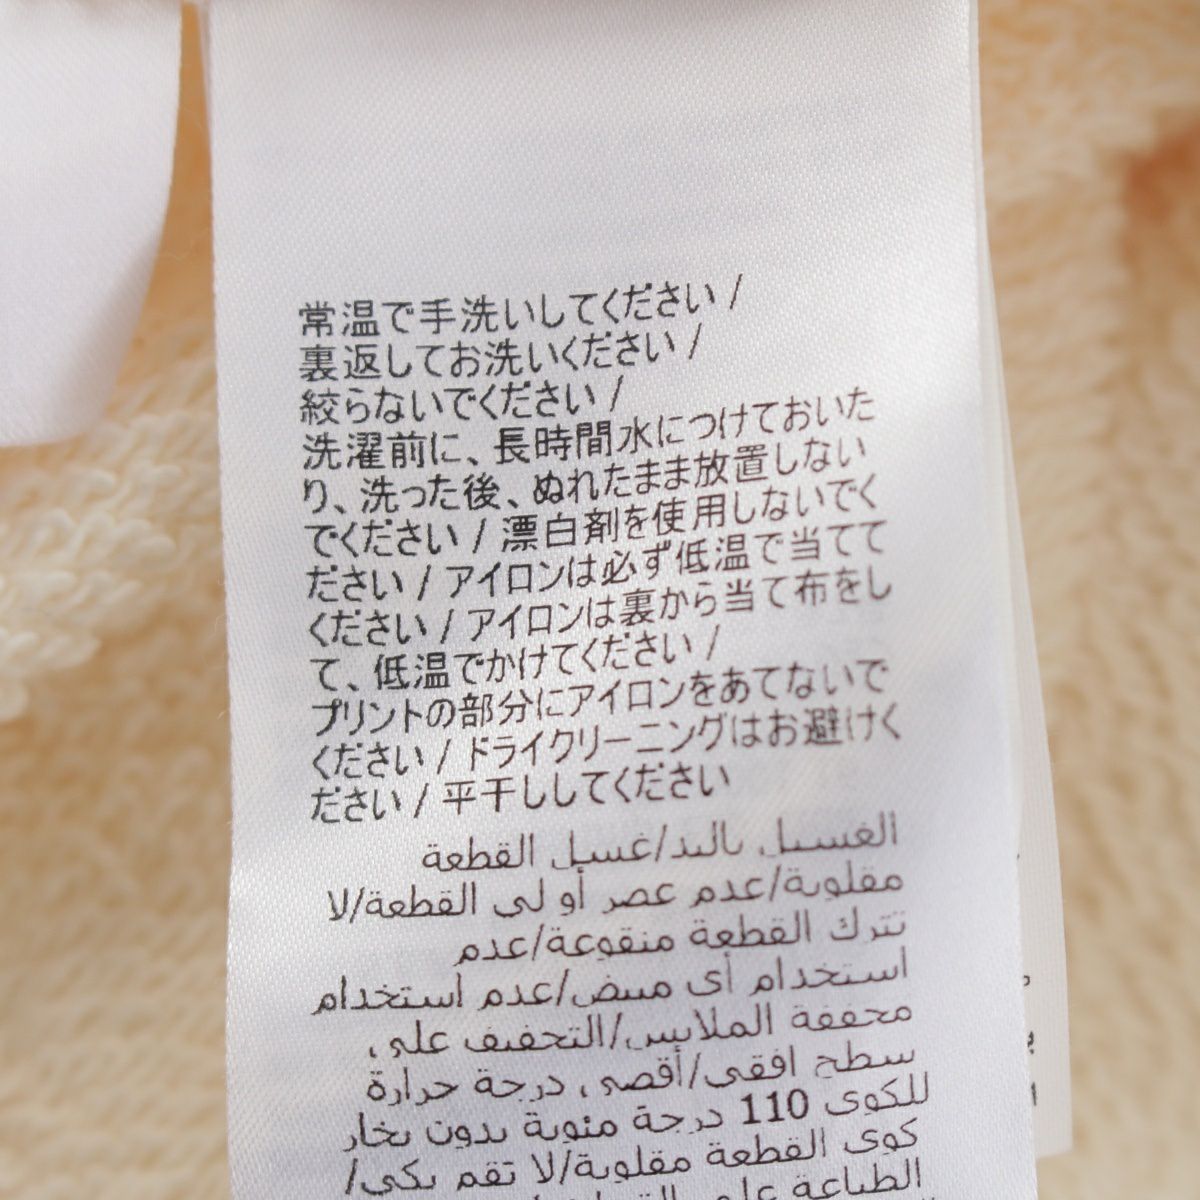 常温で手洗いしてください /
裏返してお洗いください /
絞らないでください /
洗濯前に、長時間水につけておいた
り、洗った後、ぬれたまま放置しない
でください / 漂白剤を使用しないでく
ださい / アイロンは必ず低温で当てて
ください / アイロンは裏から当て布をし
て、低温でかけてください /
プリントの部分にアイロンをあてないで
ください / ドライクリーニングはお避けく
ださい / 平干ししてください
الغسيل باليد/غسيل القطعة
مقلوبة/عدم عصر أو لى القطعة/لا
تترك القطعة منقوعة/عدم
استخدام أى مبيض/عدم استخدام
مجففة الملابس/التجفيف على
سطح افقى/أقصى درجة حرارة
للكوى 110 درجة مئوية بدون بخار
كوى القطعة مقلوبة/لا تقم بكي/
الطباعة على